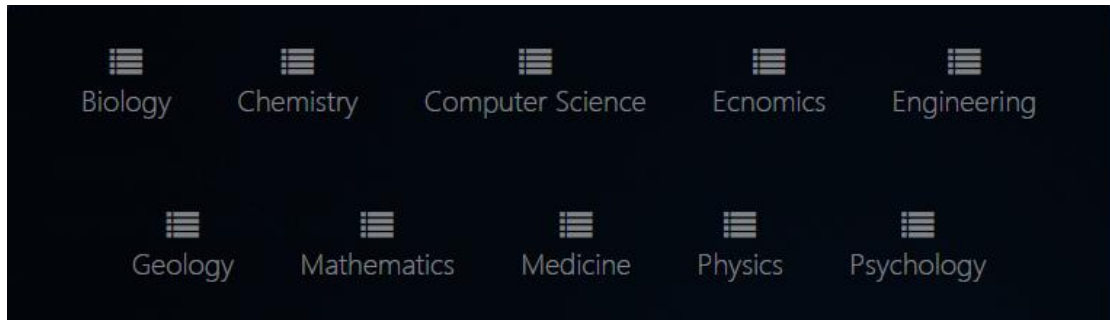 Biology Chemistry Computer Science Ecnomics Engineering
Geology Mathematics Medicine Physics Psychology